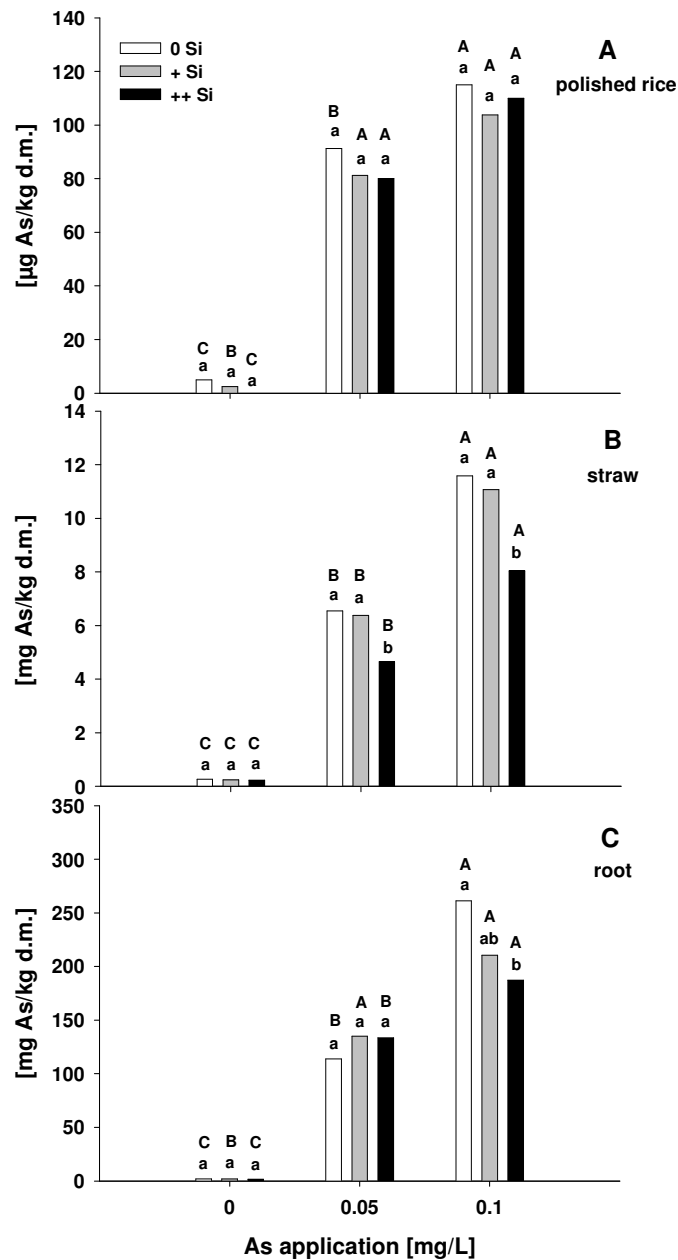 140
120
100
80
60
40
20
0
[µg As/kg d.m.]
0 Si
+ Si
++ Si
A
polished rice
C
a
B
a
C
a
B
a
A
a
A
a
A
a
A
a
A
a
14
12
10
8
6
4
2
0
[mg As/kg d.m.]
B
straw
C
a
C
a
C
a
B
a
B
a
B
b
A
a
A
a
A
b
350
300
250
200
150
100
50
0
[mg As/kg d.m.]
C
root
C
a
B
a
C
a
B
a
A
a
B
a
A
a
A
ab
A
b
0 0.05 0.1
As application [mg/L]